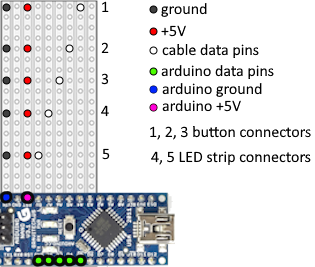 1
2
3
4
5
ground
+5V
cable data pins
arduino data pins
arduino ground
arduino +5V
1, 2, 3 button connectors
4, 5 LED strip connectors